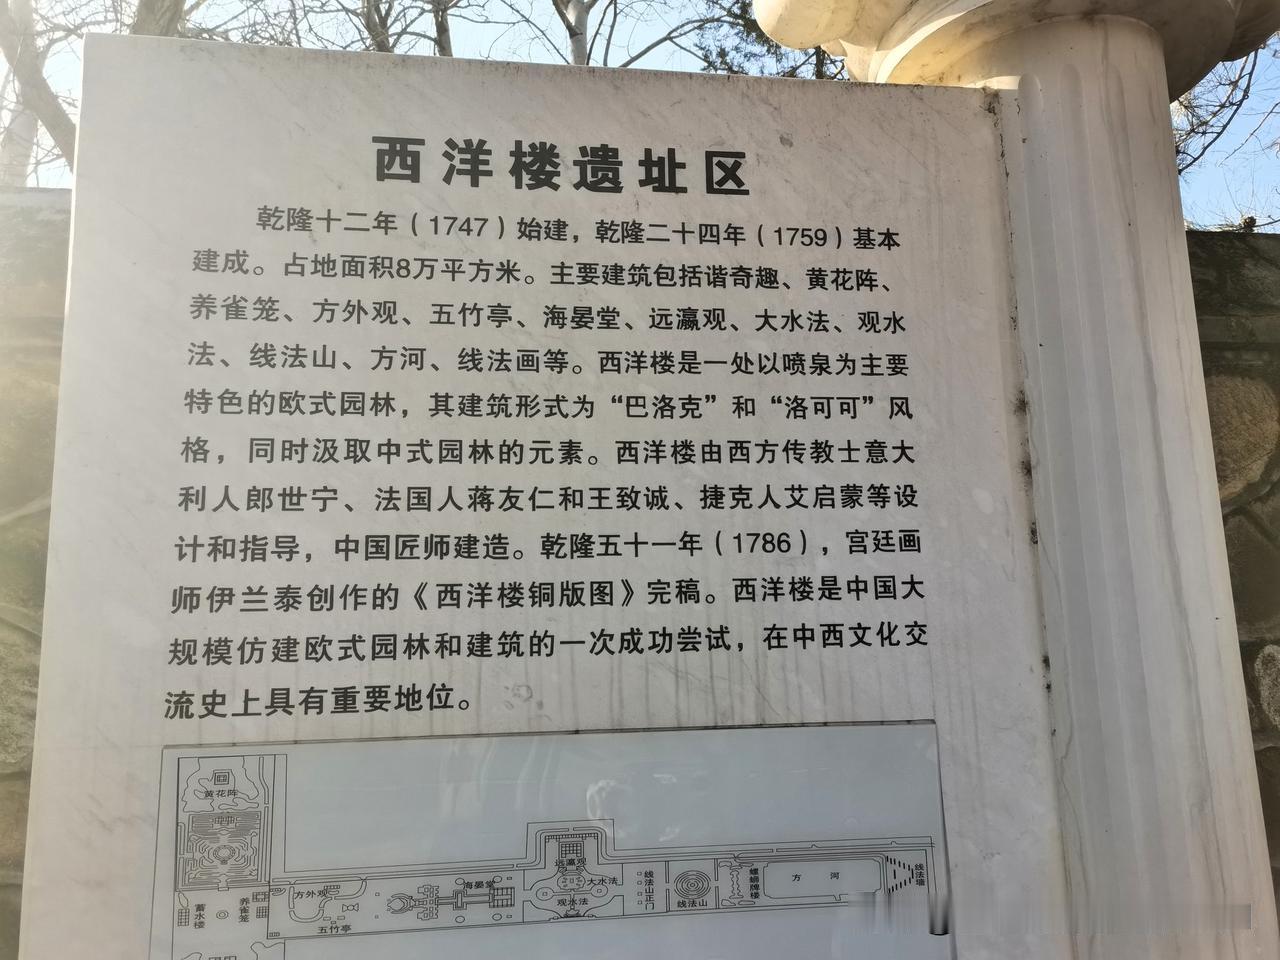 西洋楼遗址区
乾隆十二年（1747）始建，乾隆二十四年（1759）基本
建成。占地面积8万平方米。主要建筑包括谐奇趣、黄花阵、
养雀笼、方外观、五竹亭、海晏堂、远瀛观、大水法、观水
法、线法山、方河、线法画等。西洋楼是一处以喷泉为主要
特色的欧式园林，其建筑形式为“巴洛克”和“洛可可”风
格，同时汲取中式园林的元素。西洋楼由西方传教士意大
利人郎世宁、法国人蒋友仁和王致诚、捷克人艾启蒙等设
计和指导，中国匠师建造。乾隆五十一年（1786），宫廷画
师伊兰泰创作的《西洋楼铜版图》完稿。西洋楼是中国大
规模仿建欧式园林和建筑的一次成功尝试，在中西文化交
流史上具有重要地位。
黄花阵
蓄水楼
养雀笼
方外观
五竹亭
海晏堂
远瀛观
大水法
观水法
线法山正门
线法山
螺蛳牌楼
方河
线法墙